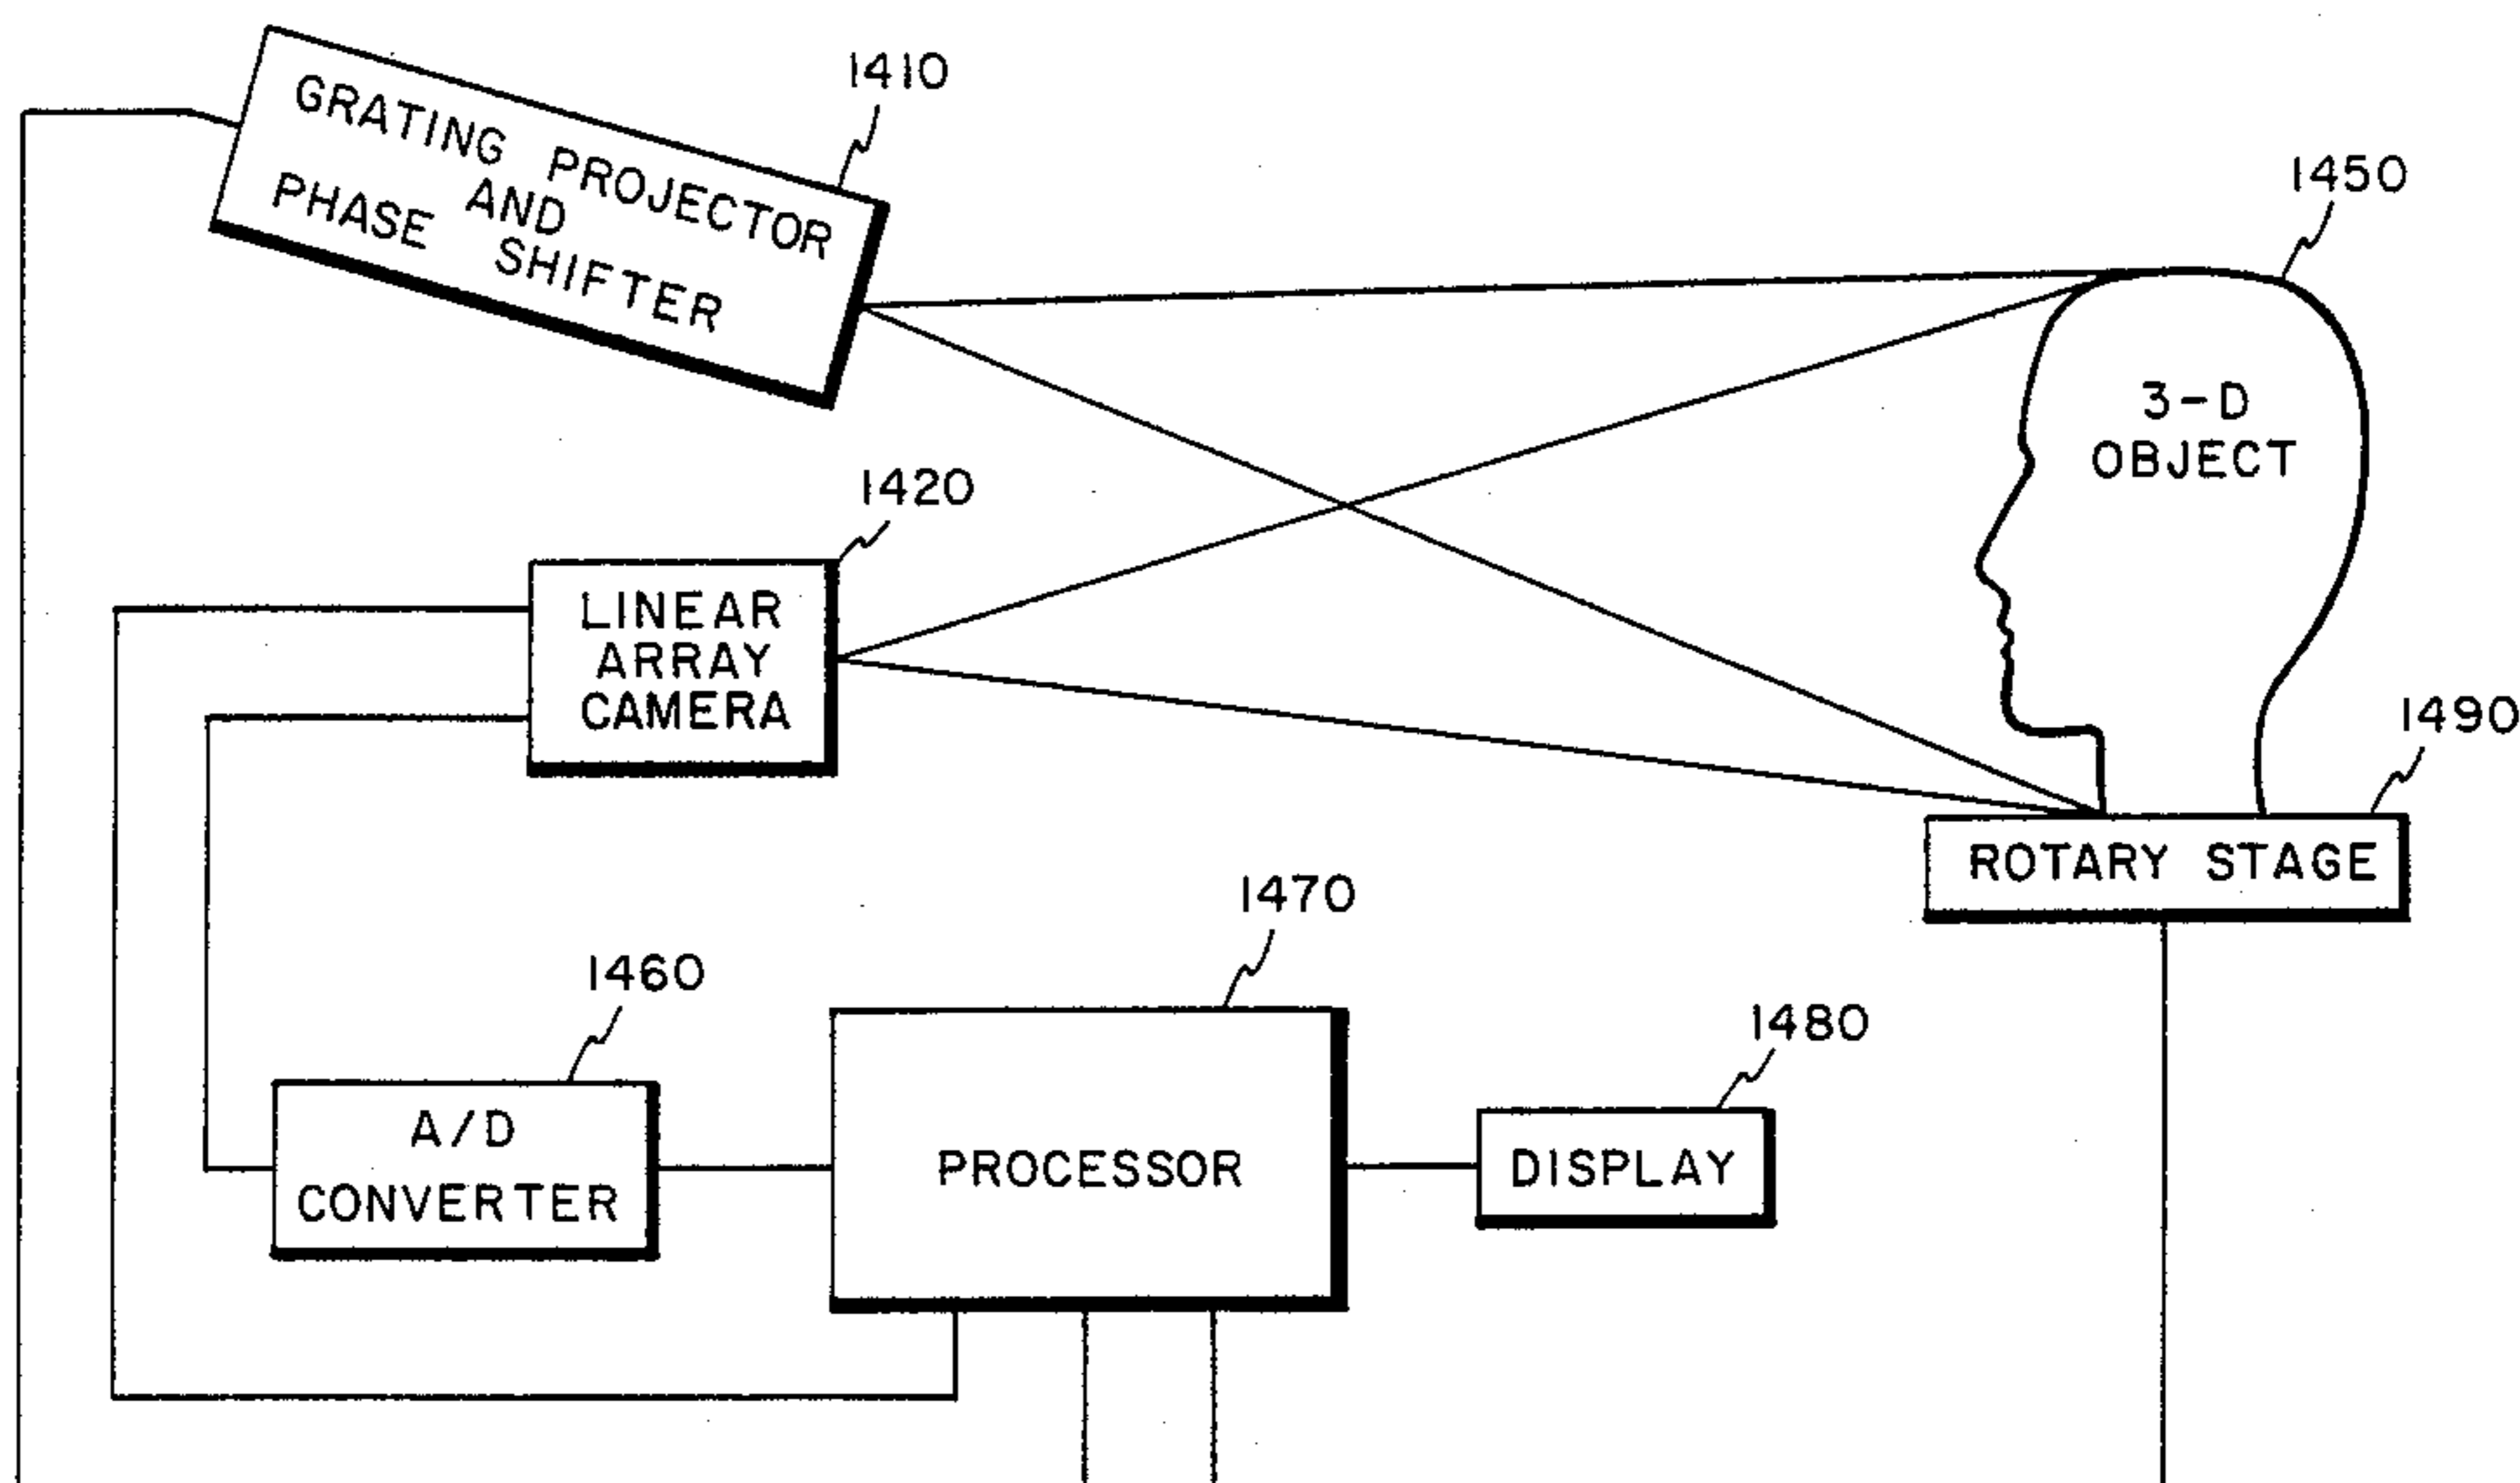 1410
GRATING PROJECTOR
AND
PHASE SHIFTER
1450
3-D
OBJECT
1420
LINEAR
ARRAY
CAMERA
1490
ROTARY STAGE
1470
1460
1480
A/D
CONVERTER
PROCESSOR
DISPLAY